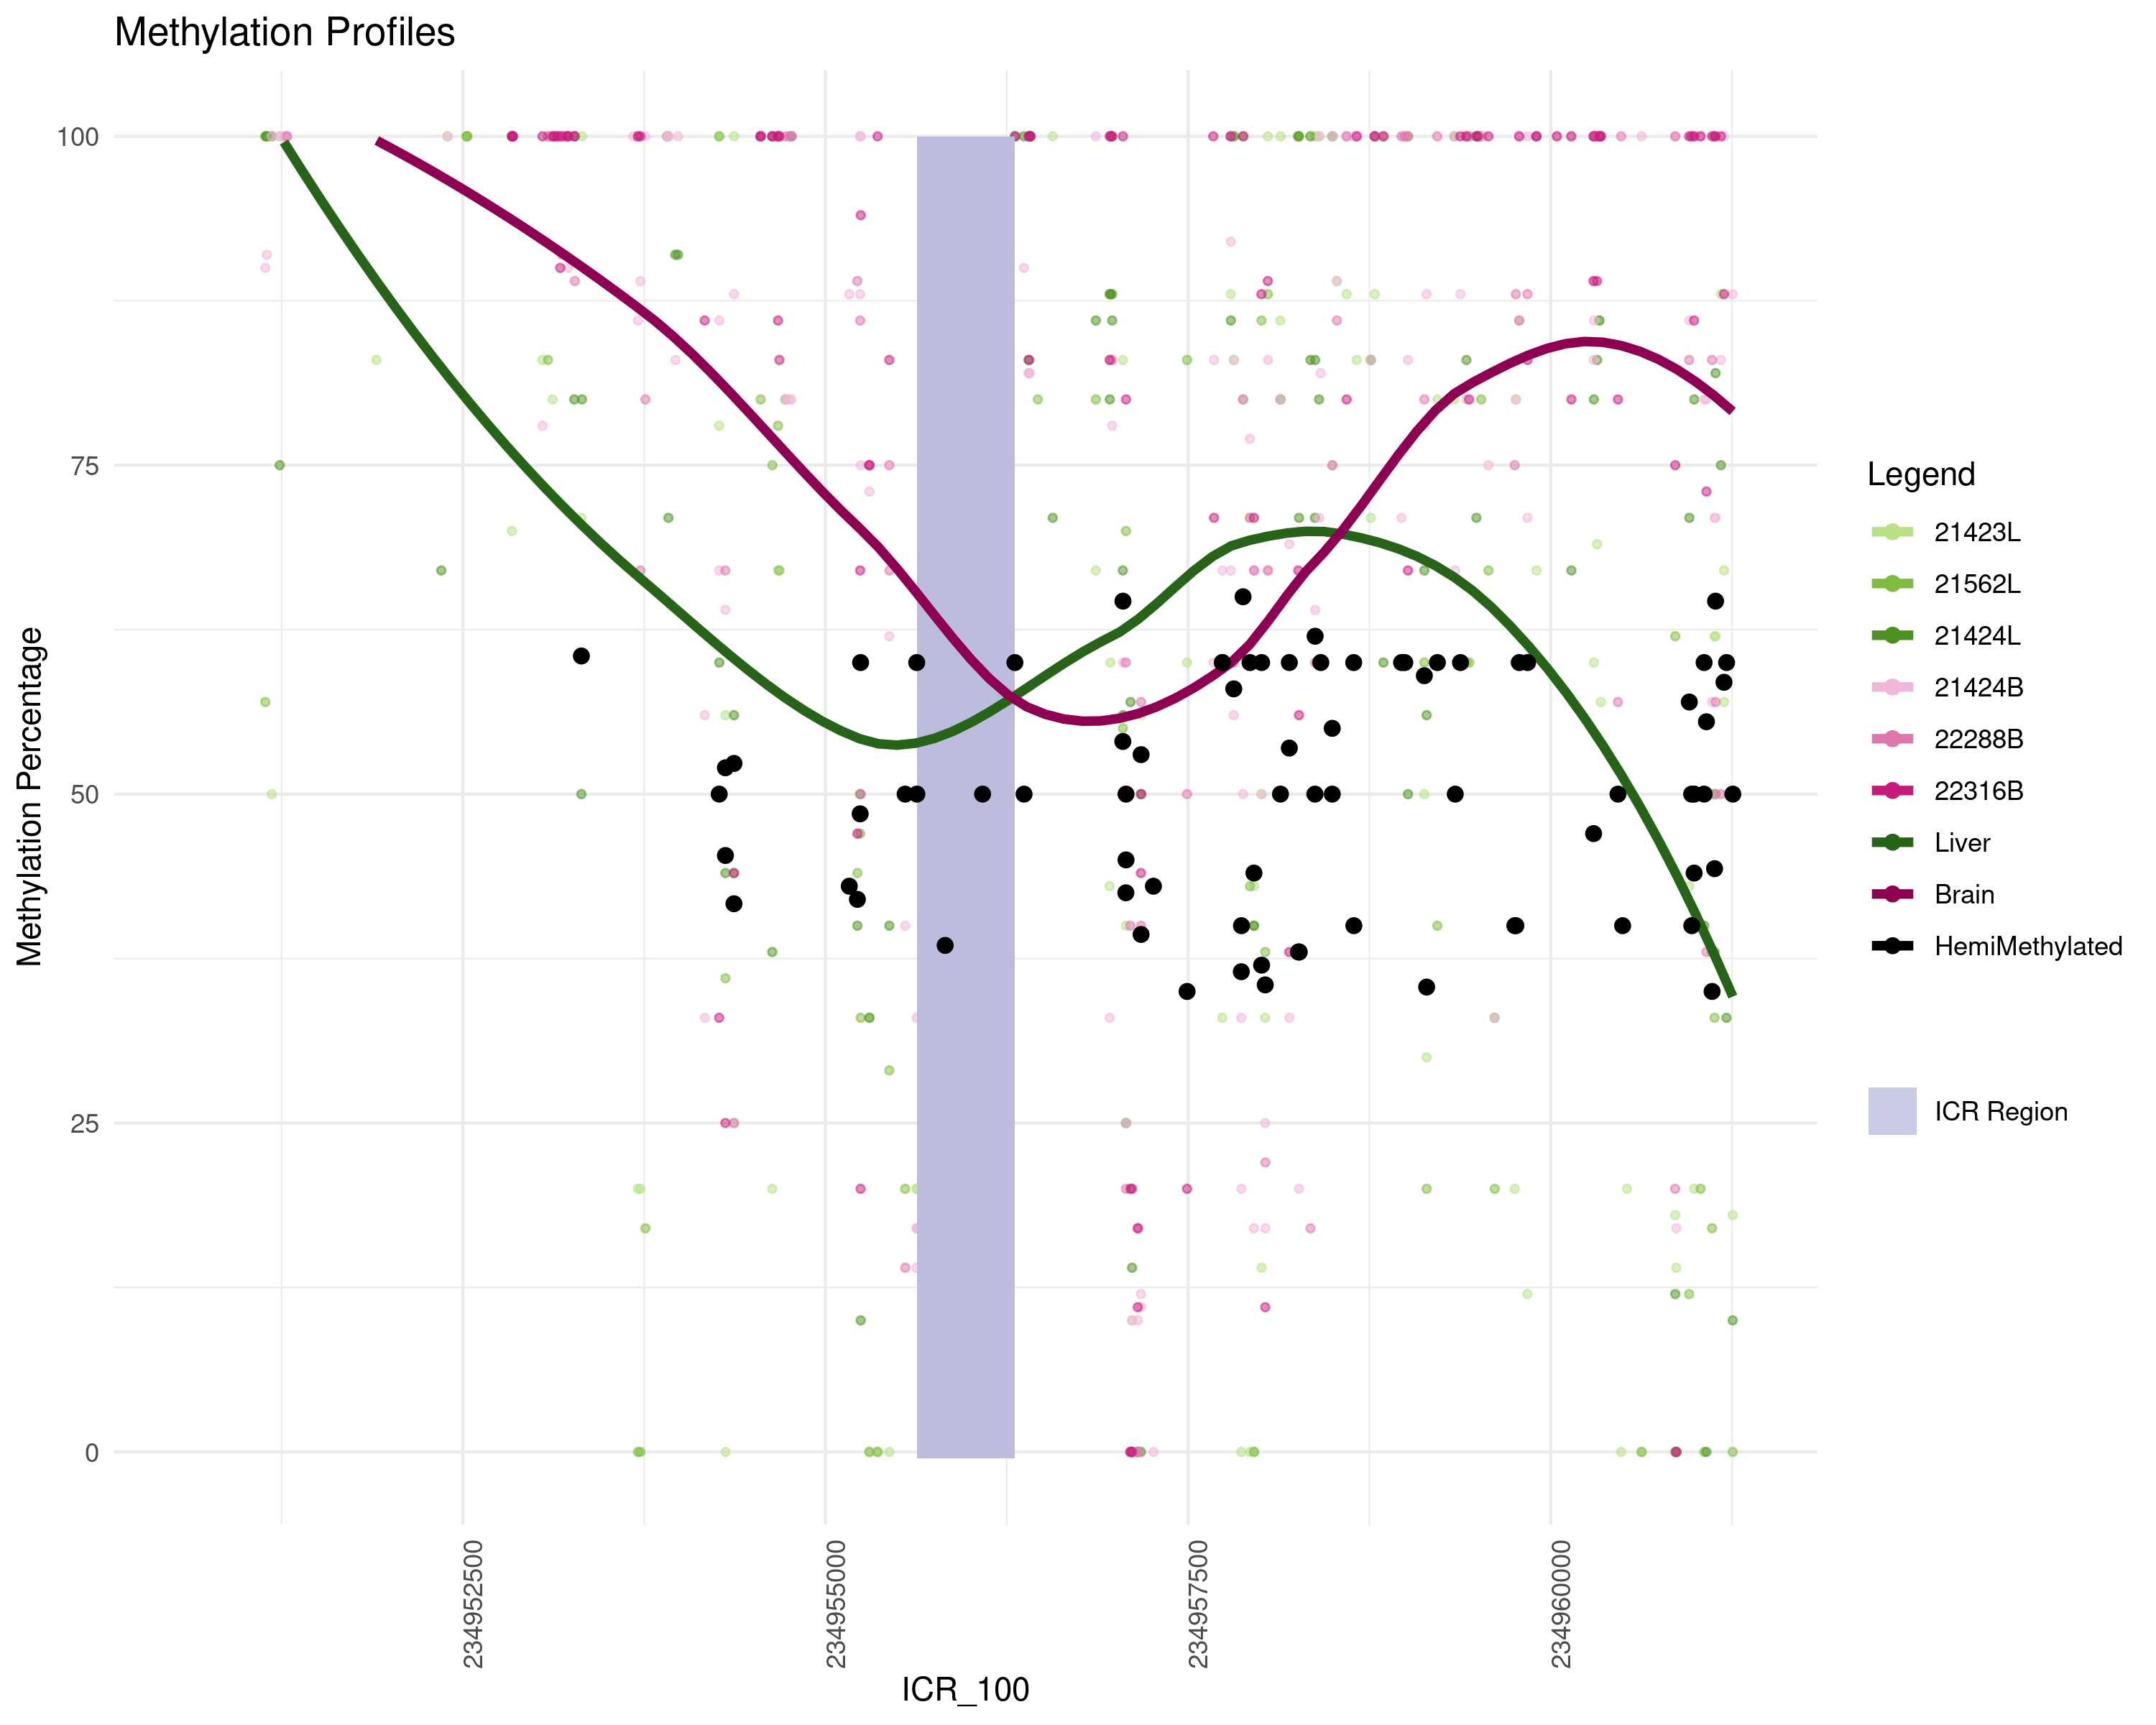 Methylation Profiles
Methylation Percentage
100
75
50
25
0
234952500
234955000
234957500
234960000
ICR_100
Legend
21423L
21562L
21424L
21424B
22288B
22316B
Liver
Brain
HemiMethylated
ICR Region